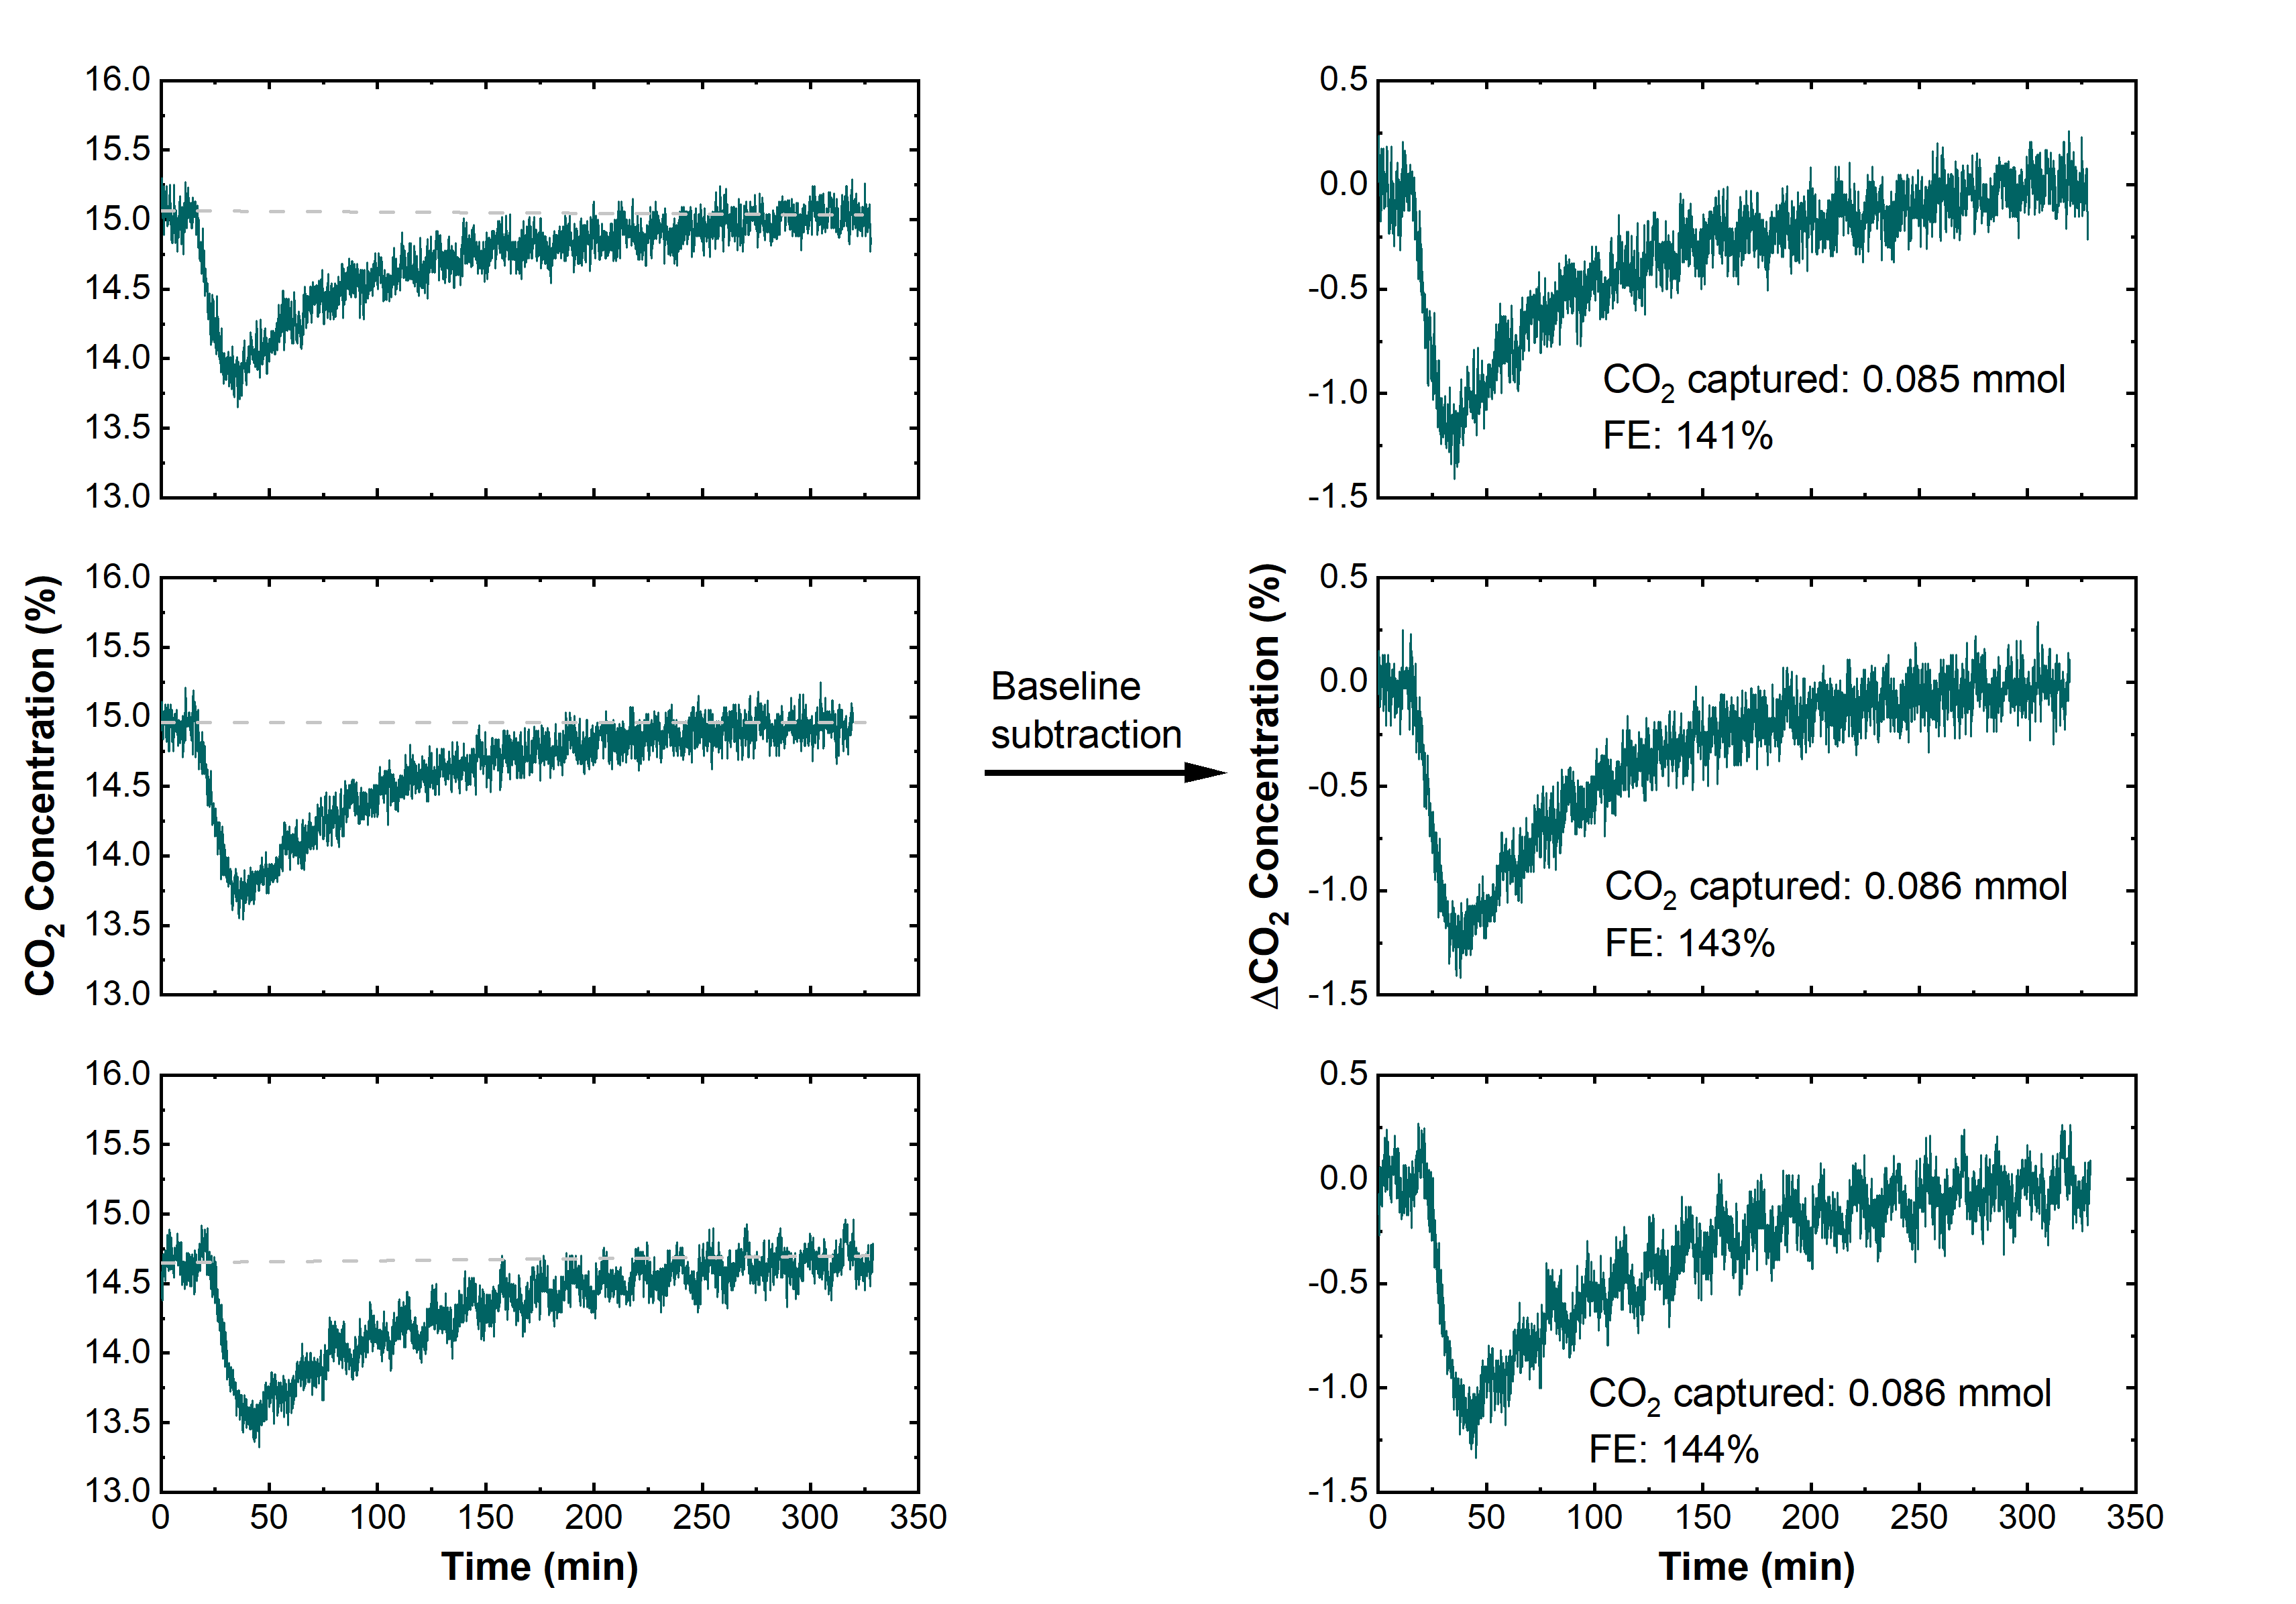 16.0
15.5
15.0
14.5
14.0
13.5
13.0
0.5
0.0
-0.5
-1.0
-1.5
CO₂ captured: 0.085 mmol
FE: 141%
CO₂ Concentration (%)
16.0
15.5
15.0
14.5
14.0
13.5
13.0
Baseline
subtraction
ΔCO₂ Concentration (%)
0.5
0.0
-0.5
-1.0
-1.5
CO₂ captured: 0.086 mmol
FE: 143%
16.0
15.5
15.0
14.5
14.0
13.5
13.0
0 50 100 150 200 250 300 350
Time (min)
0.5
0.0
-0.5
-1.0
-1.5
CO₂ captured: 0.086 mmol
FE: 144%
0 50 100 150 200 250 300 350
Time (min)